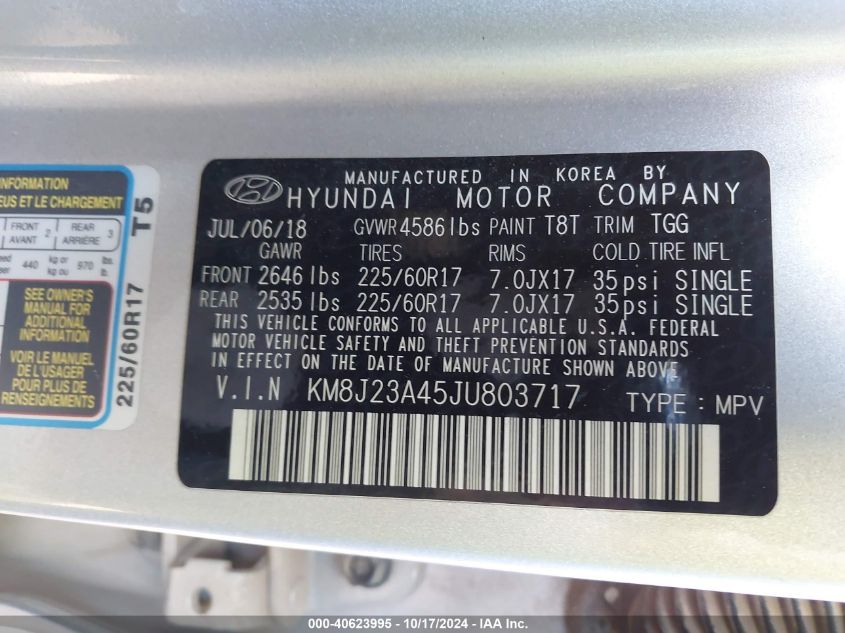 NFORMATION
EUS ET LE CHARGEMENT
FRONT 2 REAR 3
AVANT ARRIÈRE
440 kg or 970 lbs.
kg ou lb.
SEE OWNER'S
MANUAL FOR
ADDITIONAL
INFORMATION
VOIR LE MANUEL
DE L'USAGER
POUR PLUS DE
RENSEIGNEMENTS
225/60R17 T5
MANUFACTURED IN KOREA BY
HYUNDAI MOTOR COMPANY
JUL/06/18 GVWR 4586 lbs PAINT T8T TRIM TGG
GAWR TIRES RIMS COLD TIRE INFL
FRONT 2646 lbs 225/60R17 7.0JX17 35psi SINGLE
REAR 2535 lbs 225/60R17 7.0JX17 35psi SINGLE
THIS VEHICLE CONFORMS TO ALL APPLICABLE U.S.A. FEDERAL
MOTOR VEHICLE SAFETY AND THEFT PREVENTION STANDARDS
IN EFFECT ON THE DATE OF MANUFACTURE SHOWN ABOVE
V.I.N KM8J23A45JU803717 TYPE : MPV
000-40623995 - 10/17/2024 - IAA Inc.